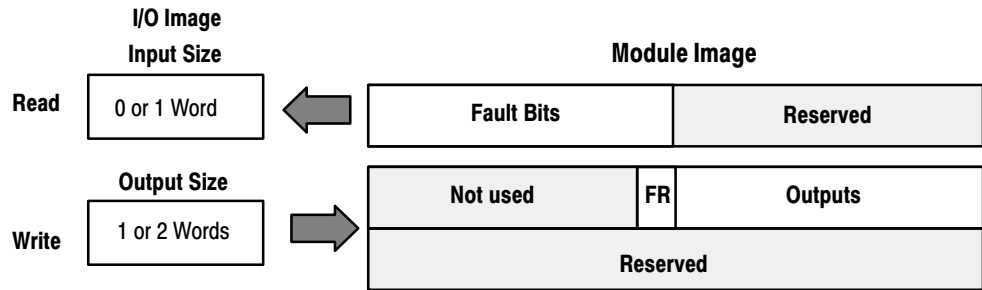 I/O Image
Input Size
Module Image
Read
0 or 1 Word
Fault Bits
Reserved
Output Size
Not used
FR
Outputs
Write
1 or 2 Words
Reserved